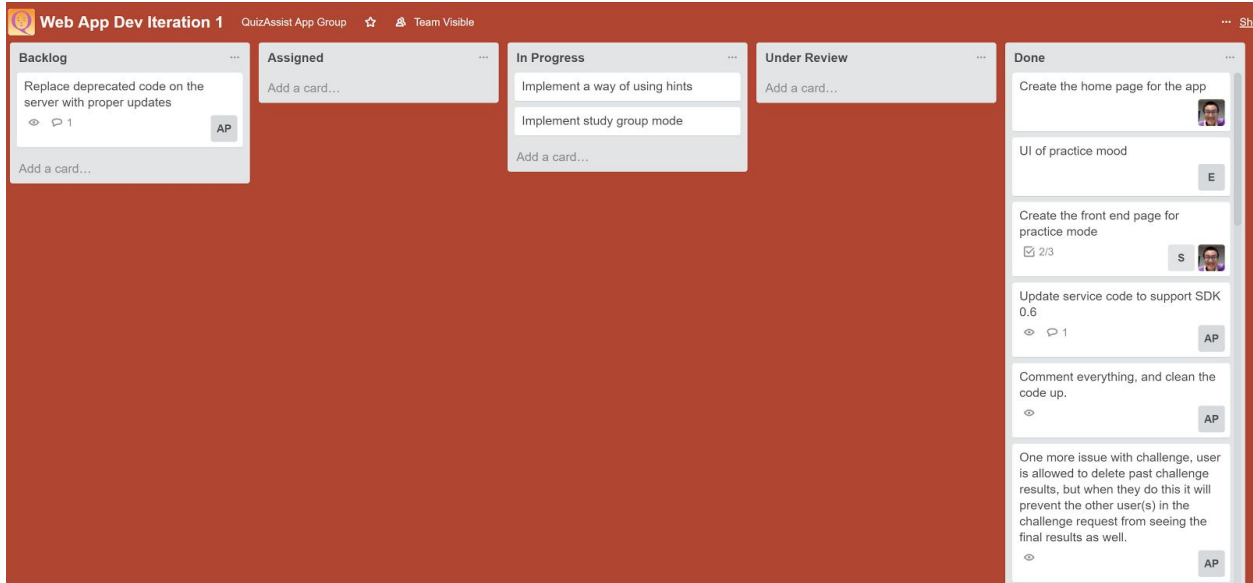 Web App Dev Iteration 1 QuizAssist App Group Team Visible ... Sh
Backlog ...
Replace deprecated code on the
server with proper updates
1
AP
Add a card...
Assigned ...
Add a card...
In Progress ...
Implement a way of using hints
Implement study group mode
Add a card...
Under Review ...
Add a card...
Done ...
Create the home page for the app
UI of practice mood
E
Create the front end page for
practice mode
2/3
S
Update service code to support SDK
0.6
1
AP
Comment everything, and clean the
code up.
AP
One more issue with challenge, user
is allowed to delete past challenge
results, but when they do this it will
prevent the other user(s) in the
challenge request from seeing the
final results as well.
AP